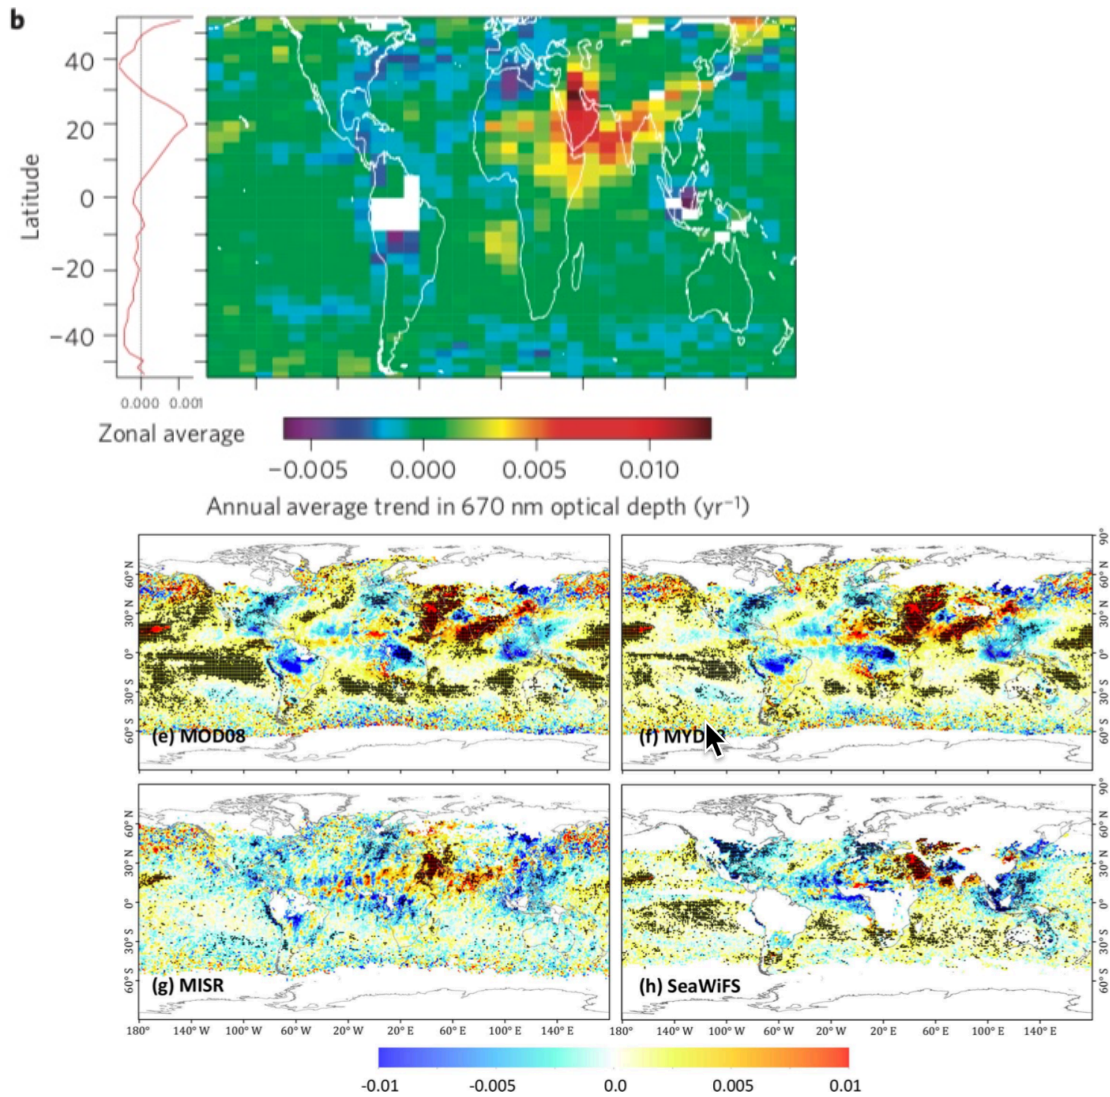 b
40
20
0
−20
−40
Latitude
0.000 0.001
Zonal average
−0.005 0.000 0.005 0.010
Annual average trend in 670 nm optical depth (yr⁻¹)
60° N
30° N
0°
30° S
60° S
(e) MOD08
90°
60° N
30° N
0°
30° S
60° S
(f)
60° N
30° N
0°
30° S
60° S
(g) MISR
90°
60° N
30° N
0°
30° S
60° S
(h) SeaWiFS
180° 140° W 100° W 60° W 20° W 20° E 60° E 100° E 140° E
180° 140° W 100° W 60° W 20° W 20° E 60° E 100° E 140° E
-0.01 -0.005 0.0 0.005 0.01